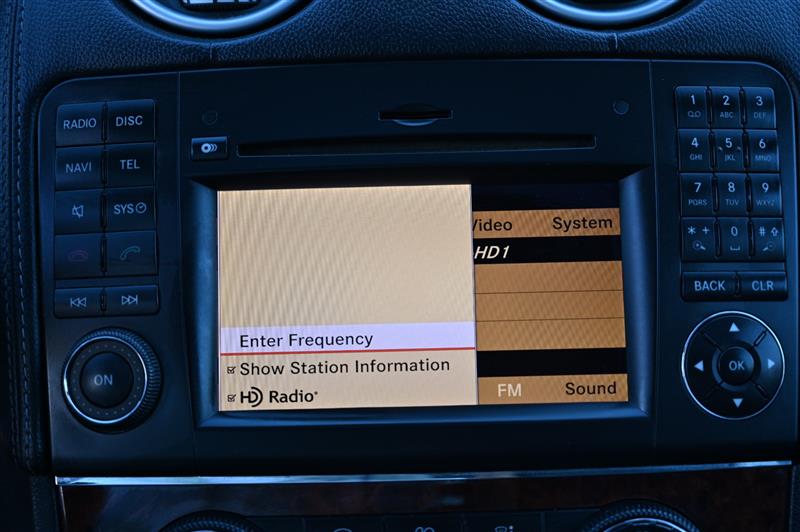 RADIO DISC
NAVI TEL
SYS
ON
Video System
HD1
Enter Frequency
Show Station Information
HD Radio®
FM Sound
1 2 ABC 3 DEF
4 GHI 5 JKL 6 MNO
7 PQRS 8 TUV 9 WXYZ
* + 0 #
BACK CLR
OK